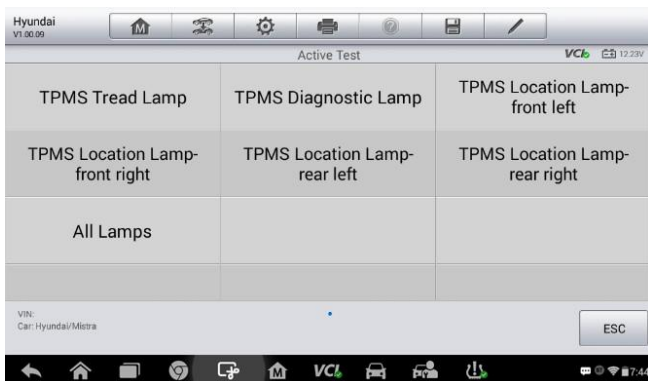 Hyundai
V1.00.09
Active Test
VCI 12.23V
TPMS Tread Lamp
TPMS Diagnostic Lamp
TPMS Location Lamp-
front left
TPMS Location Lamp-
front right
TPMS Location Lamp-
rear left
TPMS Location Lamp-
rear right
All Lamps
VIN:
Car: Hyundai/Mistra
ESC
VCI
7:44